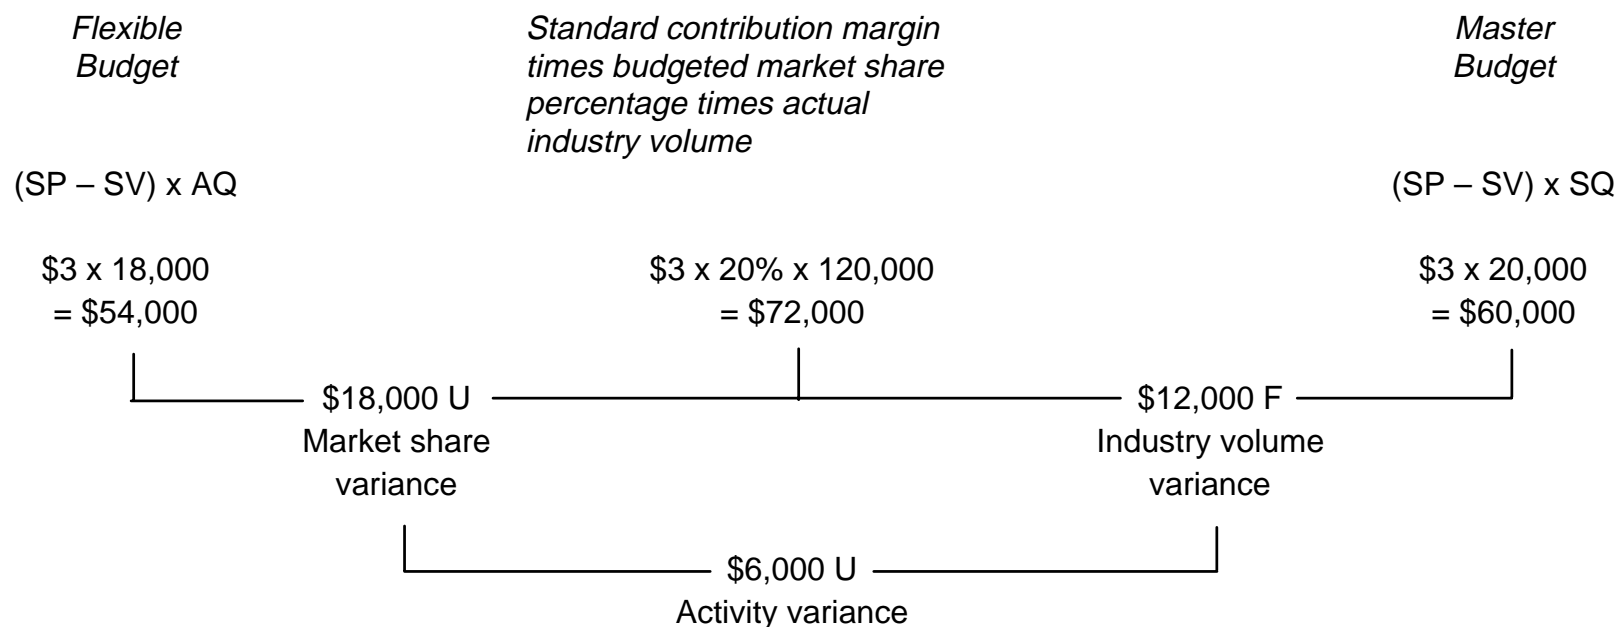 Flexible
Budget
Standard contribution margin
times budgeted market share
percentage times actual
industry volume
Master
Budget
(SP – SV) x AQ
(SP – SV) x SQ
$3 x 18,000
= $54,000
$3 x 20% x 120,000
= $72,000
$3 x 20,000
= $60,000
$18,000 U
Market share
variance
$12,000 F
Industry volume
variance
$6,000 U
Activity variance